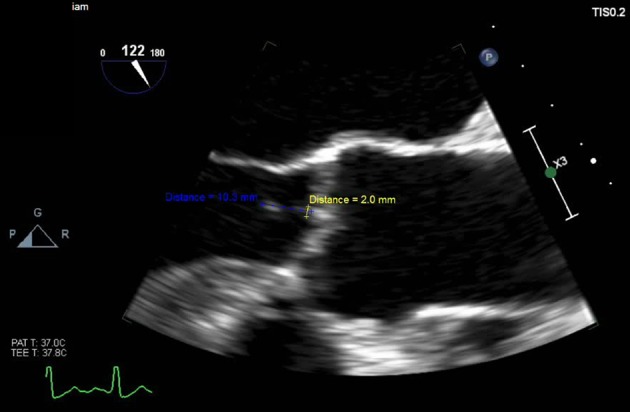 iam
TIS0.2
0 122 180
P
X3
Distance = 10.3 mm
Distance = 2.0 mm
G
P R
PAT T: 37.0C
TEE T: 37.8C